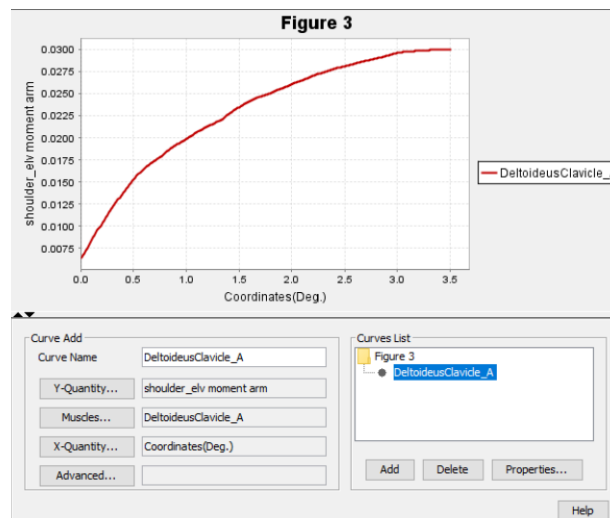 Figure 3
0.0300
0.0275
0.0250
0.0225
0.0200
0.0175
0.0150
0.0125
0.0100
0.0075
shoulder_elv moment arm
0.0 0.5 1.0 1.5 2.0 2.5 3.0 3.5
Coordinates(Deg.)
DeltoideusClavicle_A
Curve Add
Curve Name DeltoideusClavicle_A
Y-Quantity... shoulder_elv moment arm
Muscles... DeltoideusClavicle_A
X-Quantity... Coordinates(Deg.)
Advanced...
Curves List
Figure 3
DeltoideusClavicle_A
Add Delete Properties...
Help